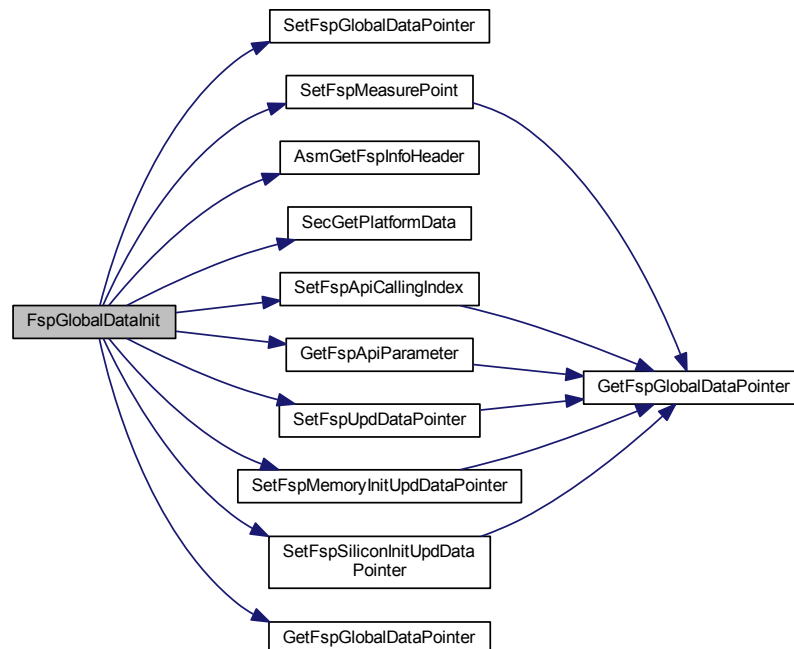 SetFspGlobalDataPointer
SetFspMeasurePoint
AsmGetFspInfoHeader
SecGetPlatformData
SetFspApiCallingIndex
FspGlobalDataInit
GetFspApiParameter
GetFspGlobalDataPointer
SetFspUpdDataPointer
SetFspMemoryInitUpdDataPointer
SetFspSiliconInitUpdData
Pointer
GetFspGlobalDataPointer